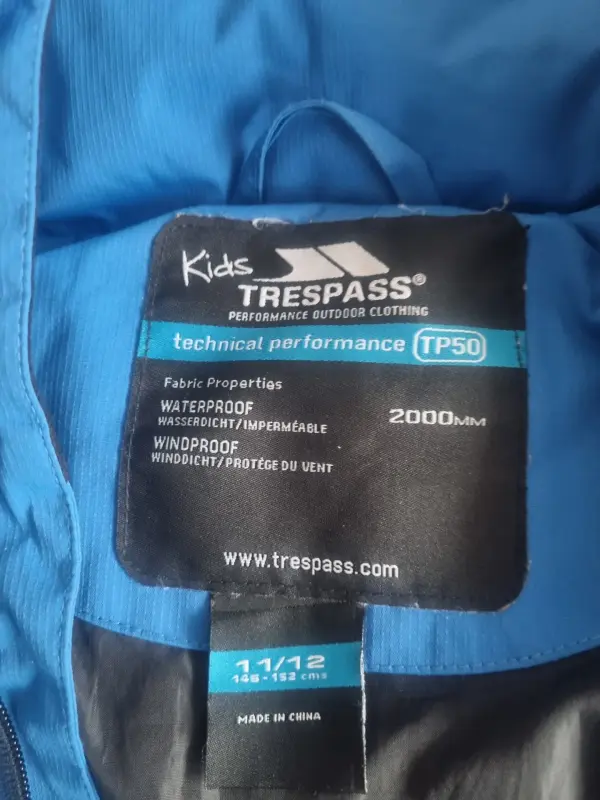 Kids
TRESPASS®
PERFORMANCE OUTDOOR CLOTHING
technical performance TP50
Fabric Properties
WATERPROOF 2000MM
WASSERDICHT/IMPERMÉABLE
WINDPROOF
WINDDICHT/PROTÉGE DU VENT
www.trespass.com
11/12
146-152 cms
MADE IN CHINA